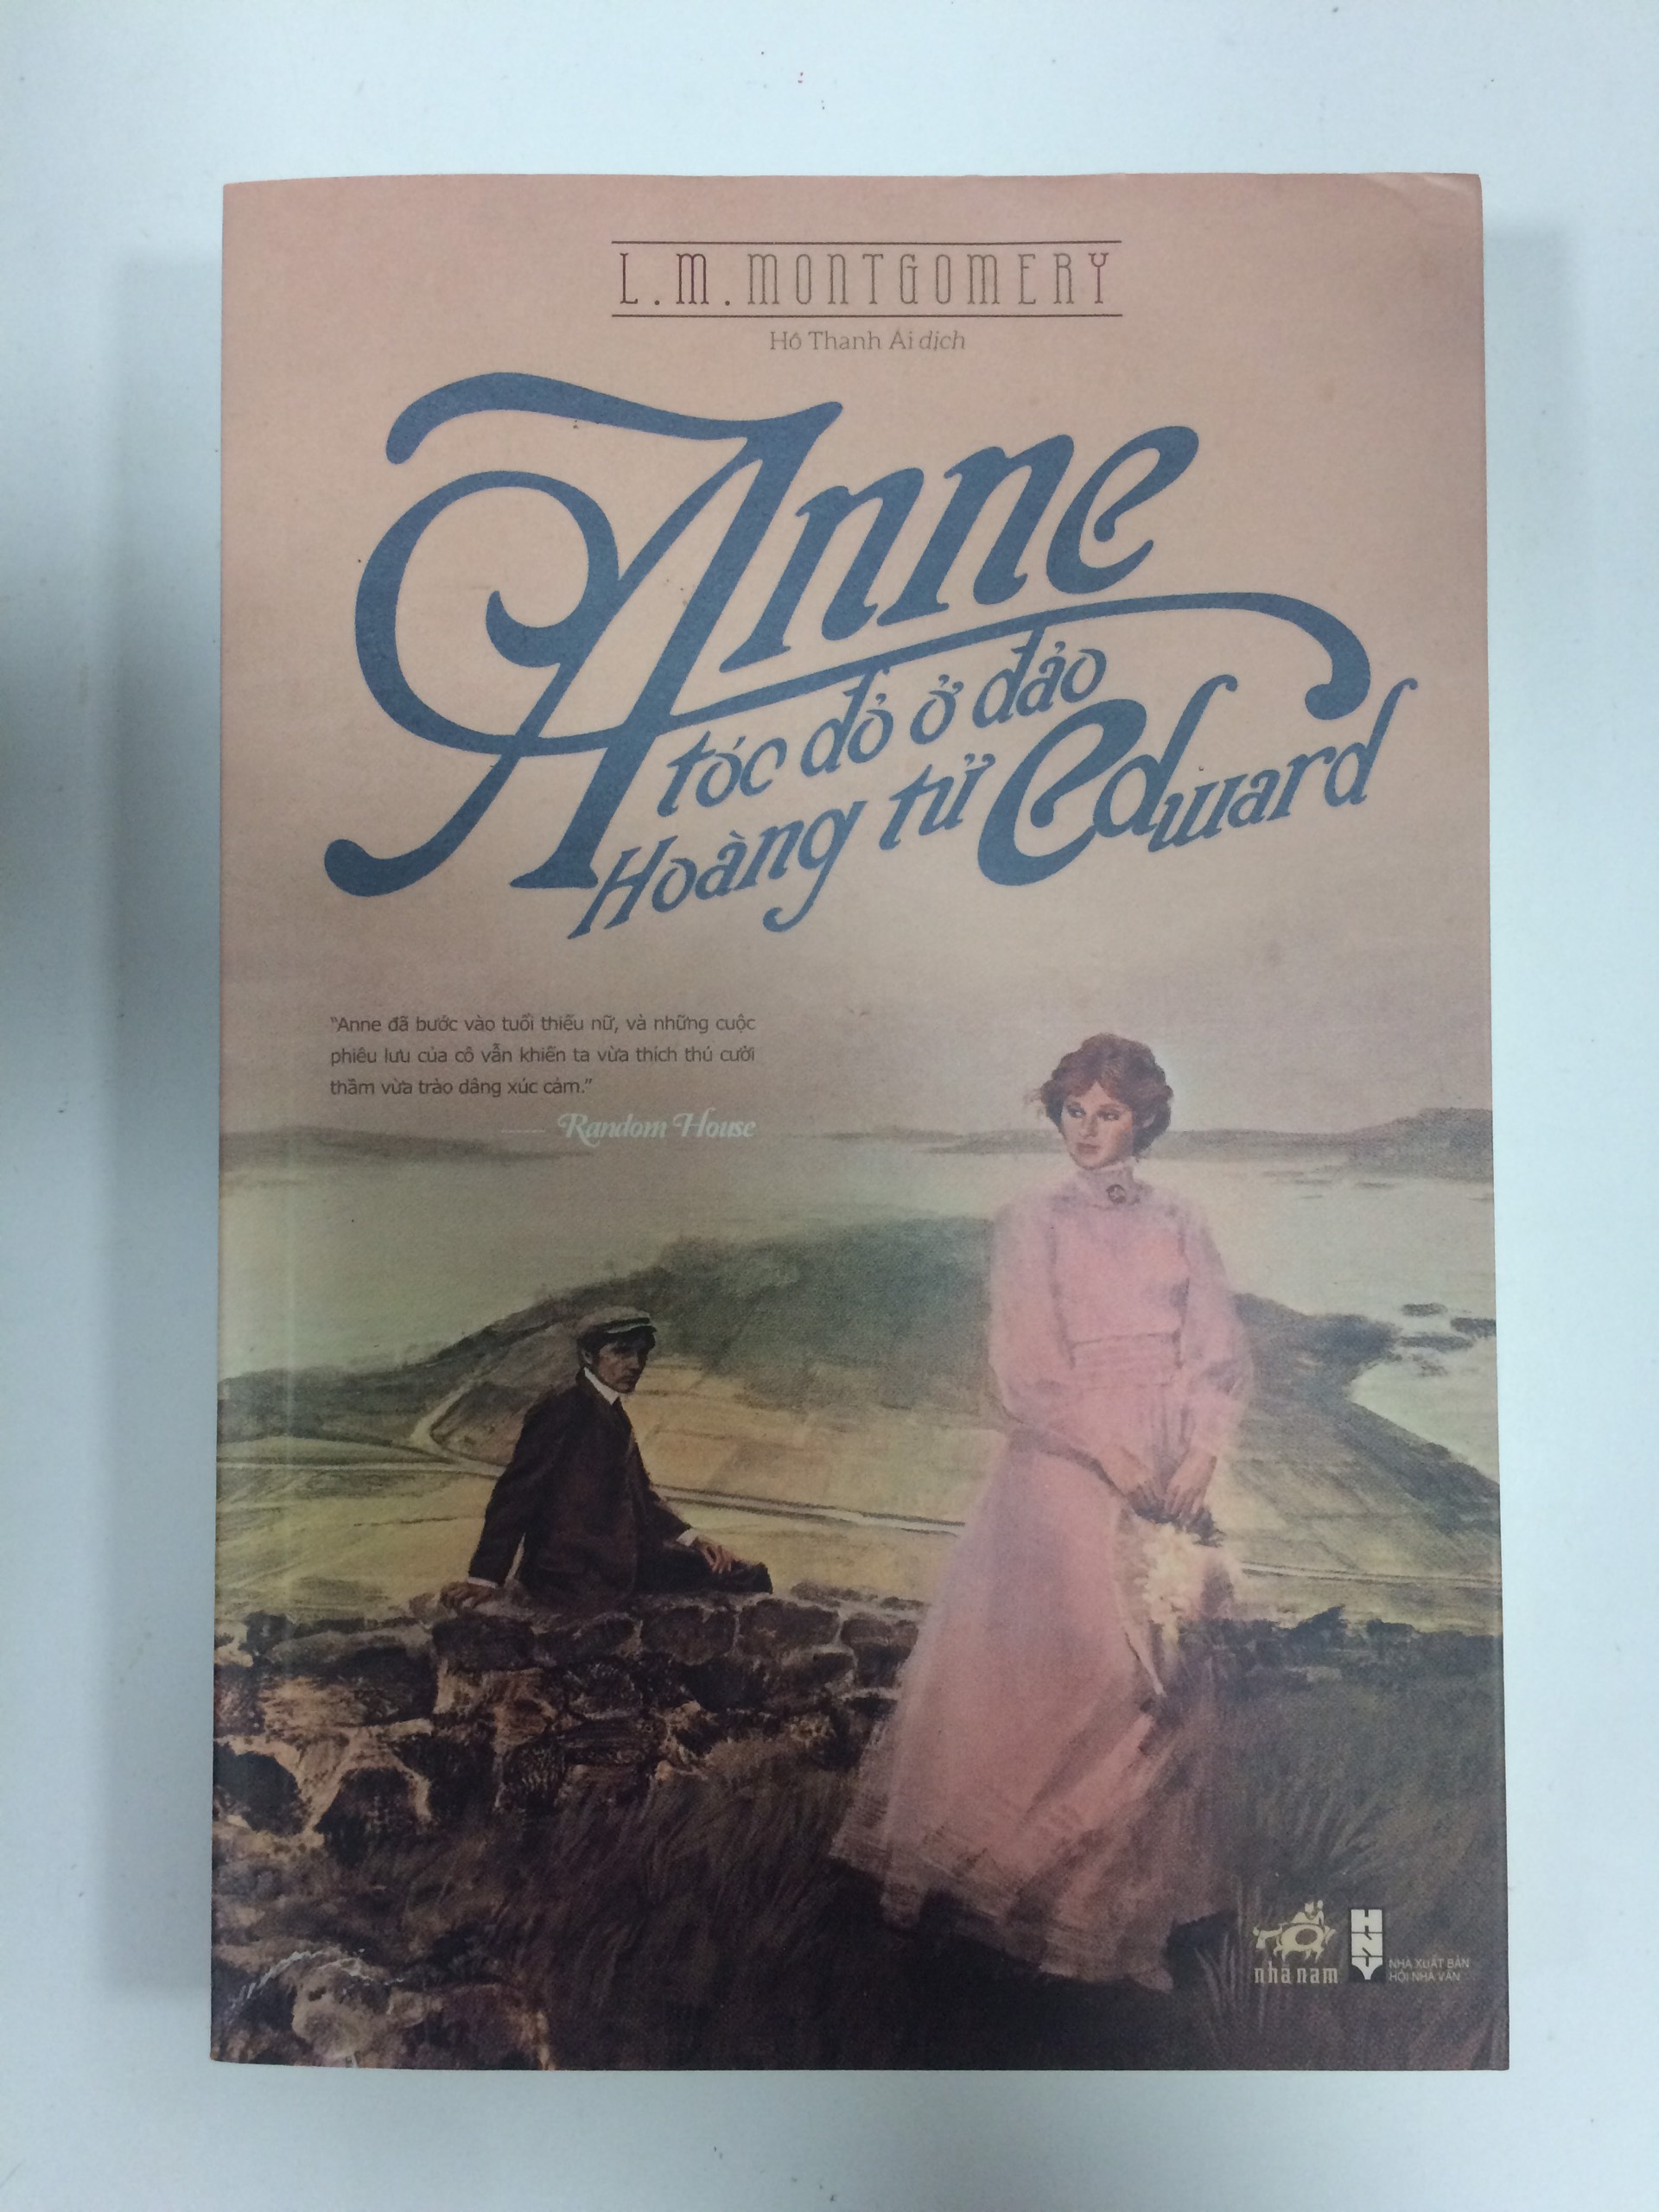 L.M.MONTGOMERY
Hồ Thanh Ái dịch
Anne
tóc đỏ ở đảo
Hoàng tử Edward
“Anne đã bước vào tuổi thiếu nữ, và những cuộc
phiêu lưu của cô vẫn khiến ta vừa thích thú cười
thầm vừa trào dâng xúc cảm.”
Random House
nhã nam
HNV
NHÀ XUẤT BẢN
HỘI NHÀ VĂN